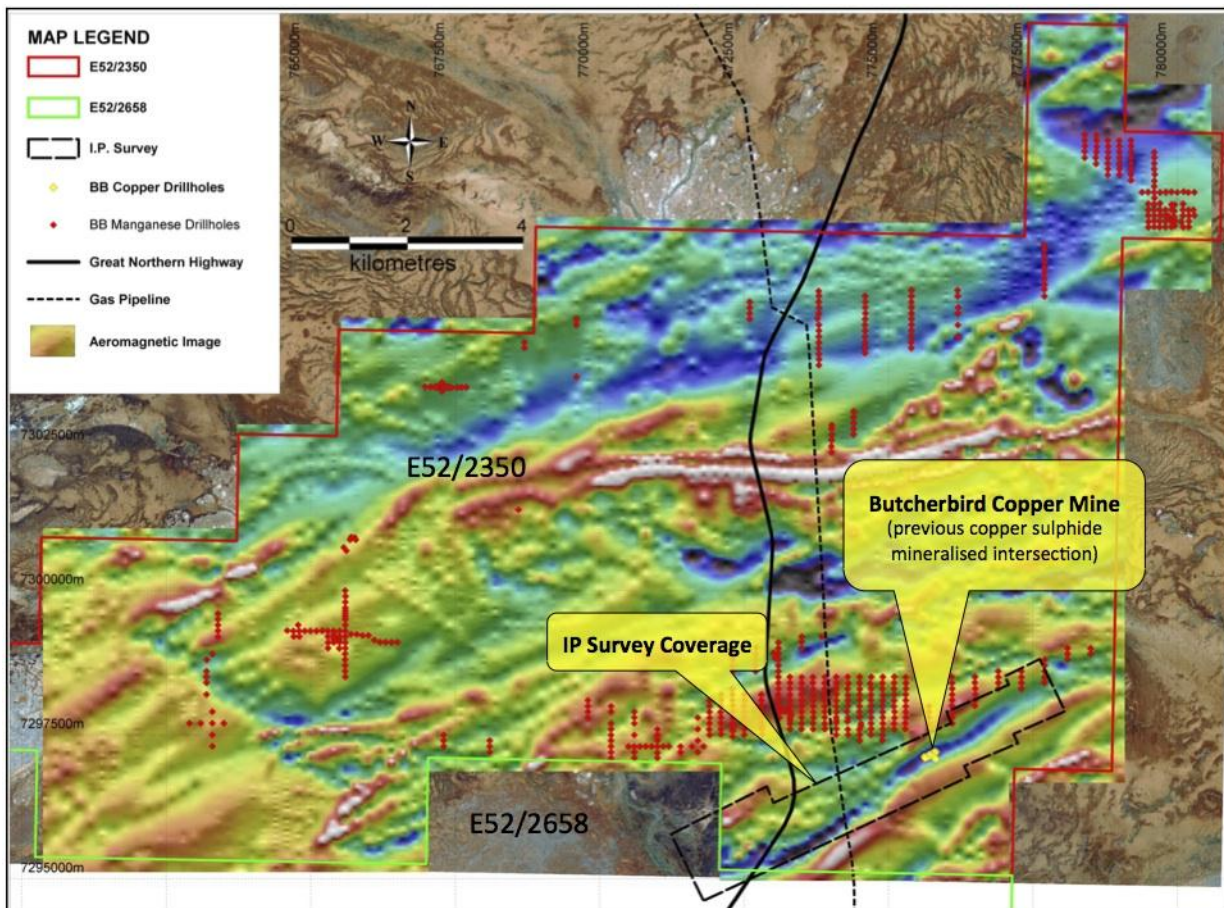 MAP LEGEND
E52/2350
E52/2658
I.P. Survey
BB Copper Drillholes
BB Manganese Drillholes
Great Northern Highway
Gas Pipeline
Aeromagnetic Image
765000m
767500m
770000m
772500m
775000m
777500m
780000m
N
W E
S
0 2 4
kilometres
7302500m
E52/2350
Butcherbird Copper Mine
(previous copper sulphide
mineralised intersection)
7300000m
IP Survey Coverage
7297500m
E52/2658
7295000m